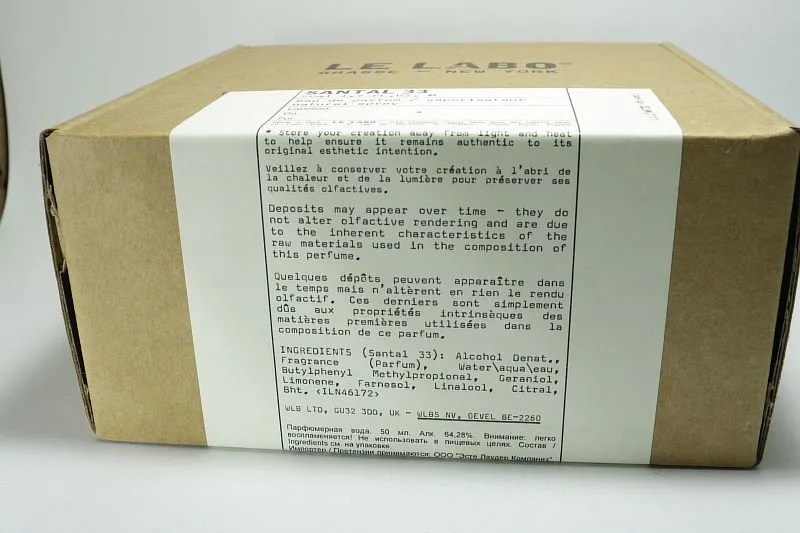 LE LABO
GRASSE — NEW YORK
SANTAL 33
eau de parfum / vaporisateur
natural spray
* Store your creation away from light and heat
to help ensure it remains authentic to its
original esthetic intention.
Veillez à conserver votre création à l'abri de
la chaleur et de la lumière pour préserver ses
qualités olfactives.
Deposits may appear over time – they do
not alter olfactive rendering and are due
to the inherent characteristics of the
raw materials used in the composition of
this perfume.
Quelques dépôts peuvent apparaître dans
le temps mais n'altèrent en rien le rendu
olfactif. Ces derniers sont simplement
dûs aux propriétés intrinsèques des
matières premières utilisées dans la
composition de ce parfum.
INGREDIENTS (Santal 33): Alcohol Denat.,
Fragrance (Parfum), Water\aqua\eau,
Butylphenyl Methylpropional, Geraniol,
Limonene, Farnesol, Linalool, Citral,
Bht. <ILN46172>
WLB LTD, GU32 3DD, UK – WLBS NV, OEVEL BE-2260
Парфюмерная вода. 50 мл. Алк. 64,28%. Внимание: легко
воспламеняется! Не использовать в пищевых целях. Состав /
Ingredients см. на упаковке.
Импортер / Претензии принимаются: ООО "Эсте Лаудер Компаниз"